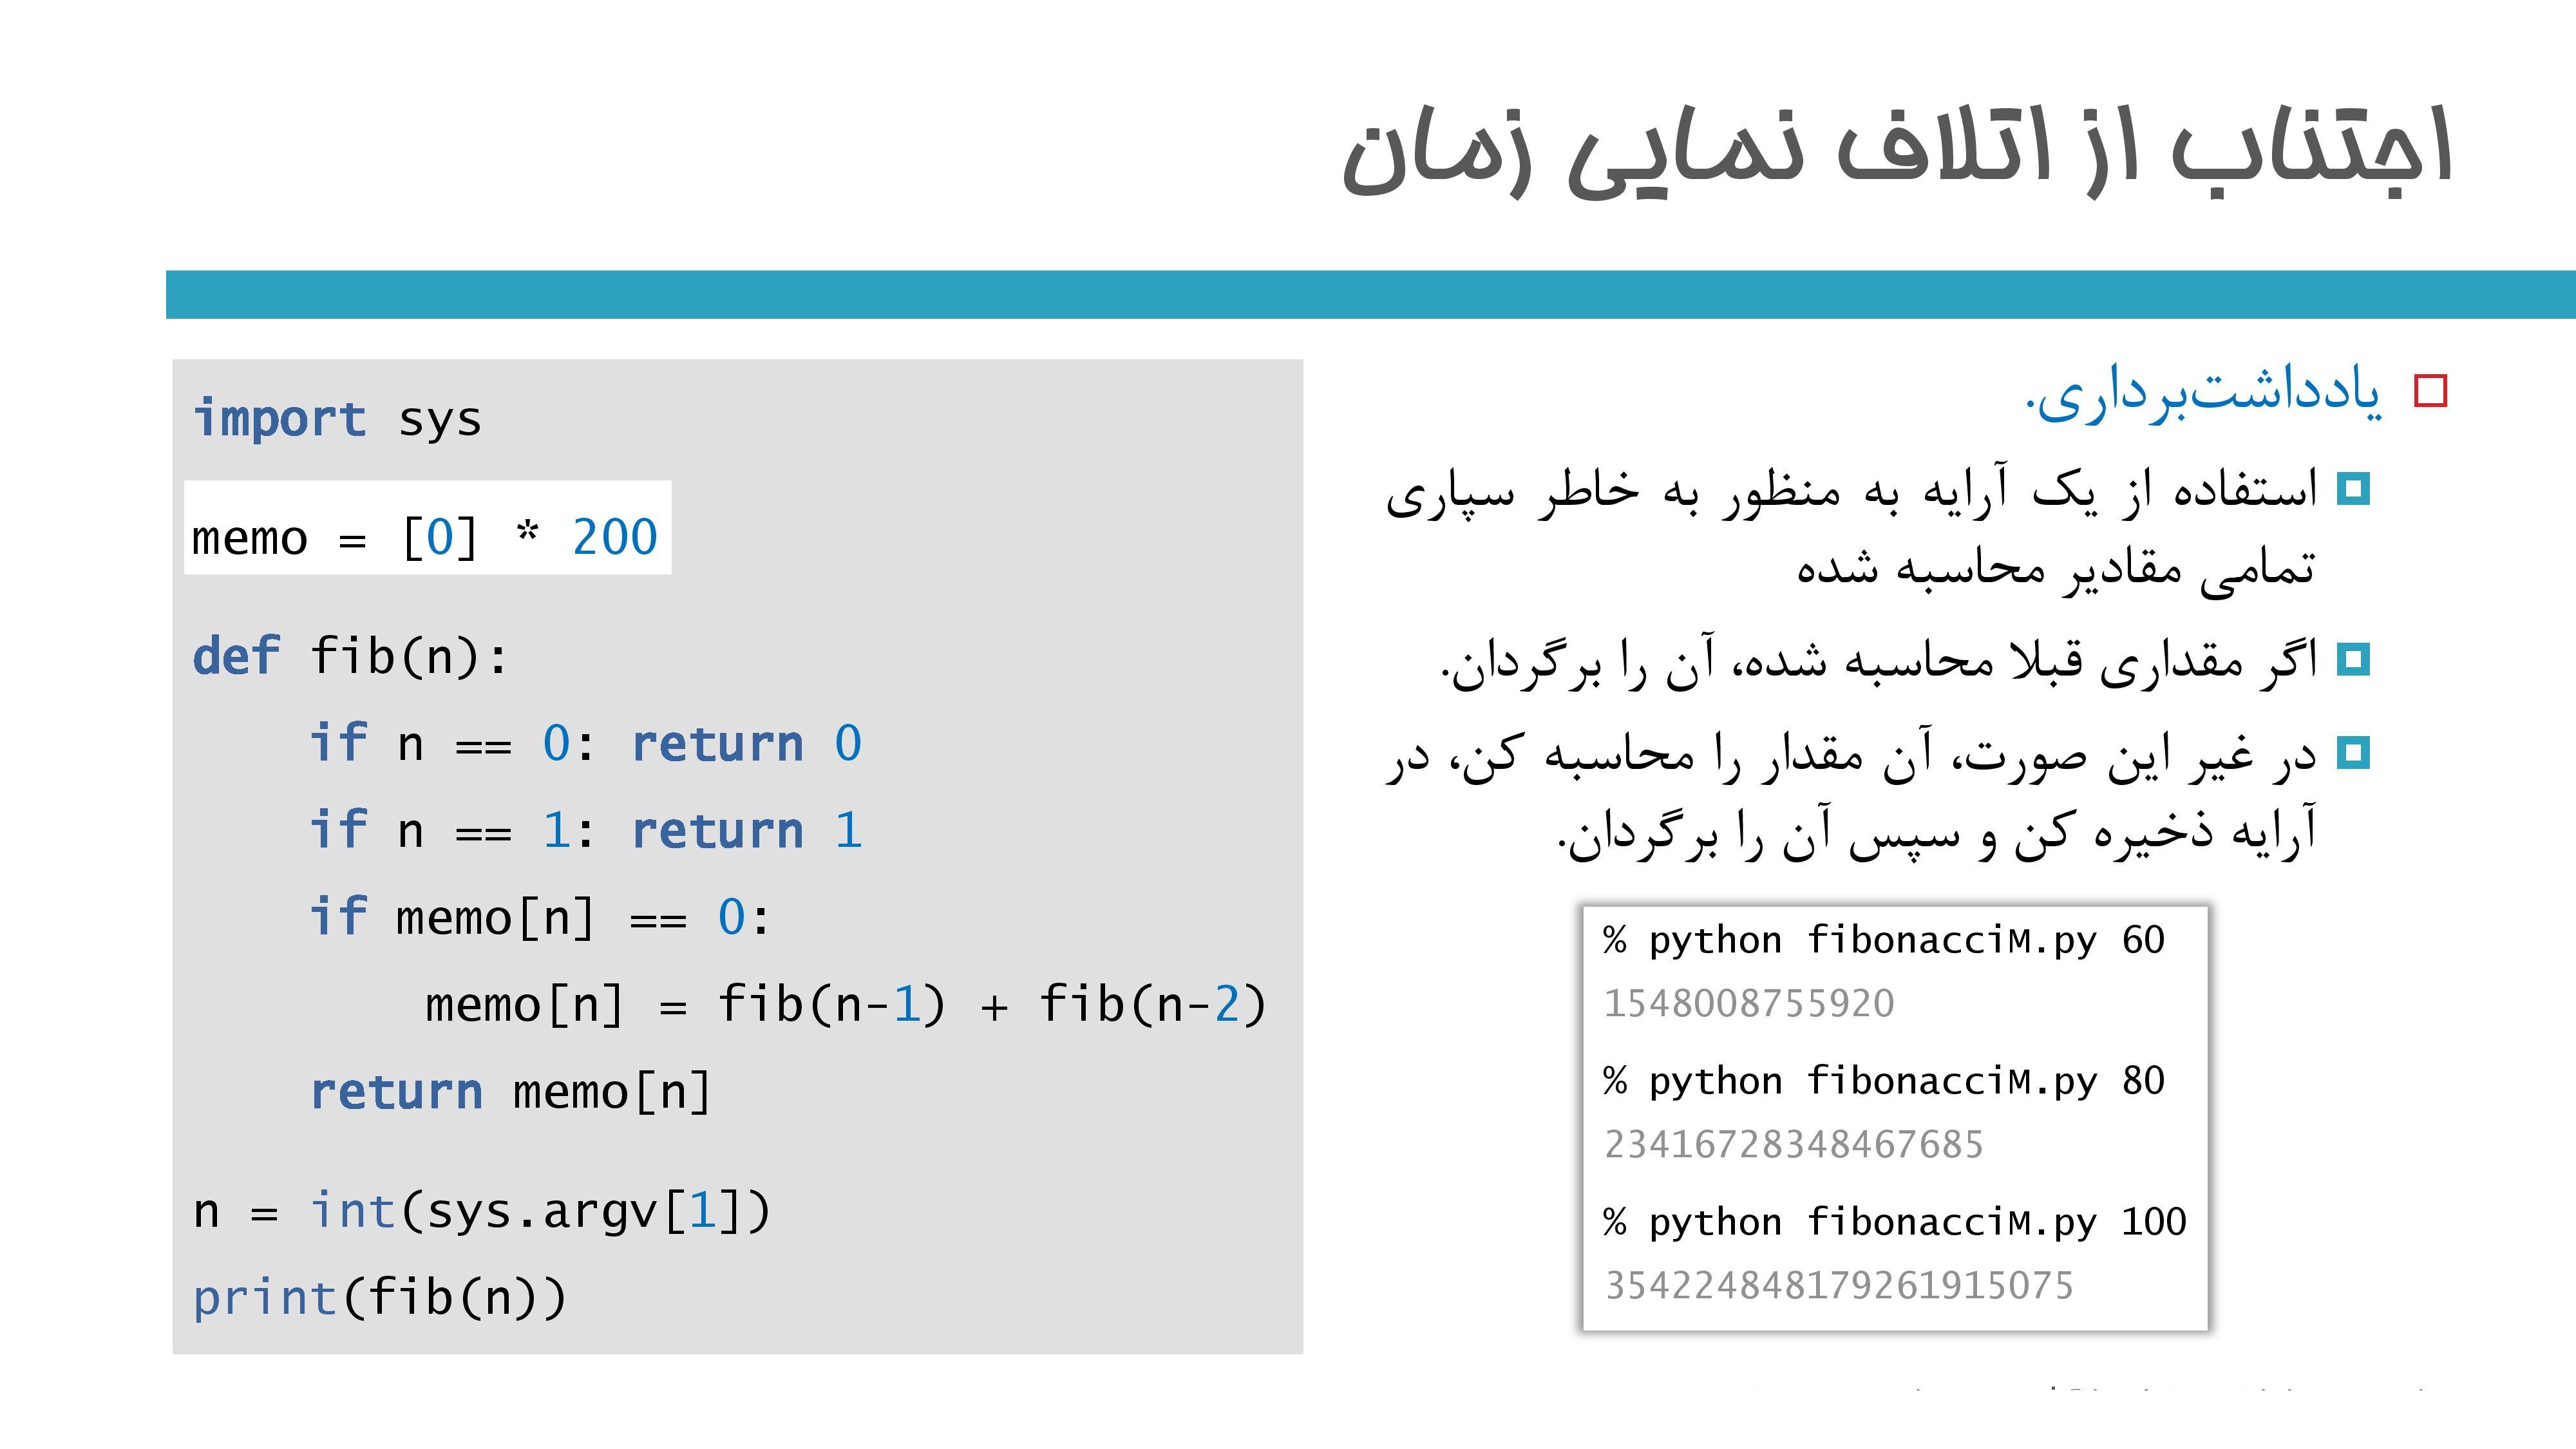 اجتناب از اتلاف نمایی زمان
یادداشت‌برداری.
استفاده از یک آرایه به منظور به خاطر سپاری
تمامی مقادیر محاسبه شده
اگر مقداری قبلا محاسبه شده، آن را برگردان.
در غیر این صورت، آن مقدار را محاسبه کن، در
آرایه ذخیره کن و سپس آن را برگردان.
import sys
memo = [0] * 200
def fib(n):
    if n == 0: return 0
    if n == 1: return 1
    if memo[n] == 0:
        memo[n] = fib(n-1) + fib(n-2)
    return memo[n]
n = int(sys.argv[1])
print(fib(n))
% python fibonacciM.py 60
1548008755920
% python fibonacciM.py 80
23416728348467685
% python fibonacciM.py 100
354224848179261915075